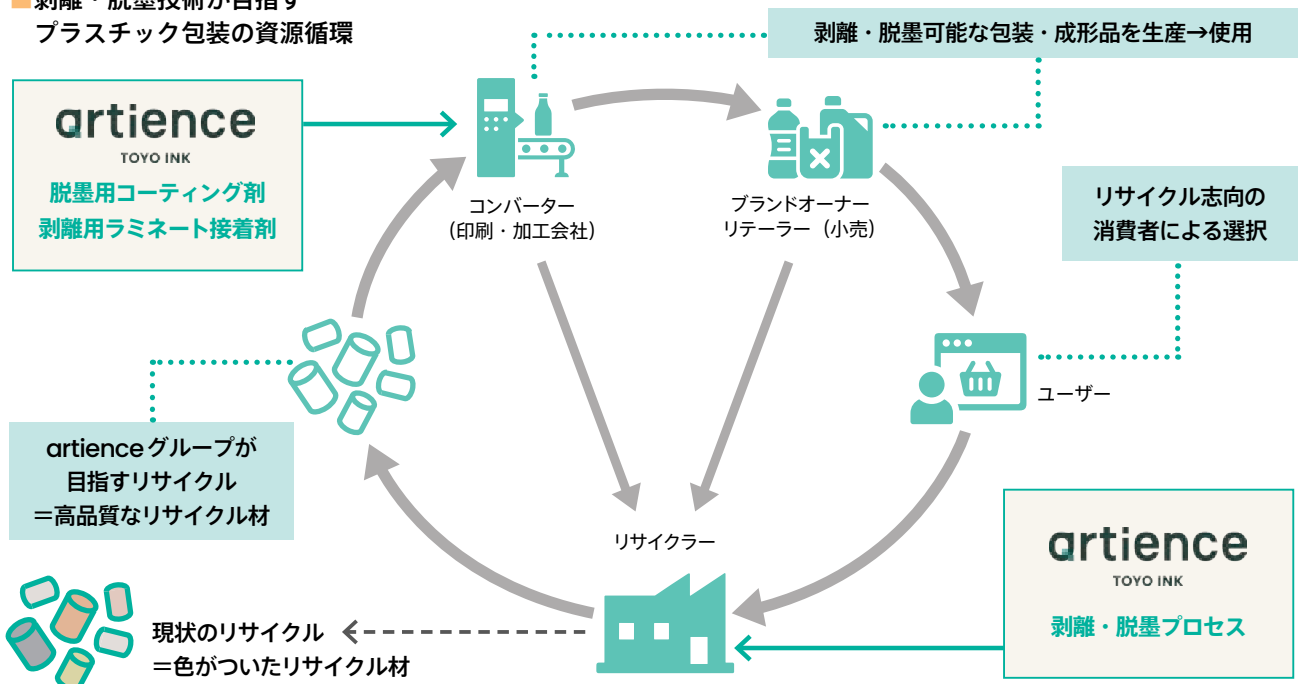 剥離・脱墨技術が目指す
プラスチック包装の資源循環
剥離・脱墨可能な包装・成形品を生産→使用
artience
TOYO INK
脱墨用コーティング剤
剥離用ラミネート接着剤
コンバーター
(印刷・加工会社)
ブランドオーナー
リテーラー(小売)
リサイクル志向の
消費者による選択
ユーザー
artienceグループが
目指すリサイクル
=高品質なリサイクル材
リサイクラー
artience
TOYO INK
剥離・脱墨プロセス
現状のリサイクル
=色がついたリサイクル材